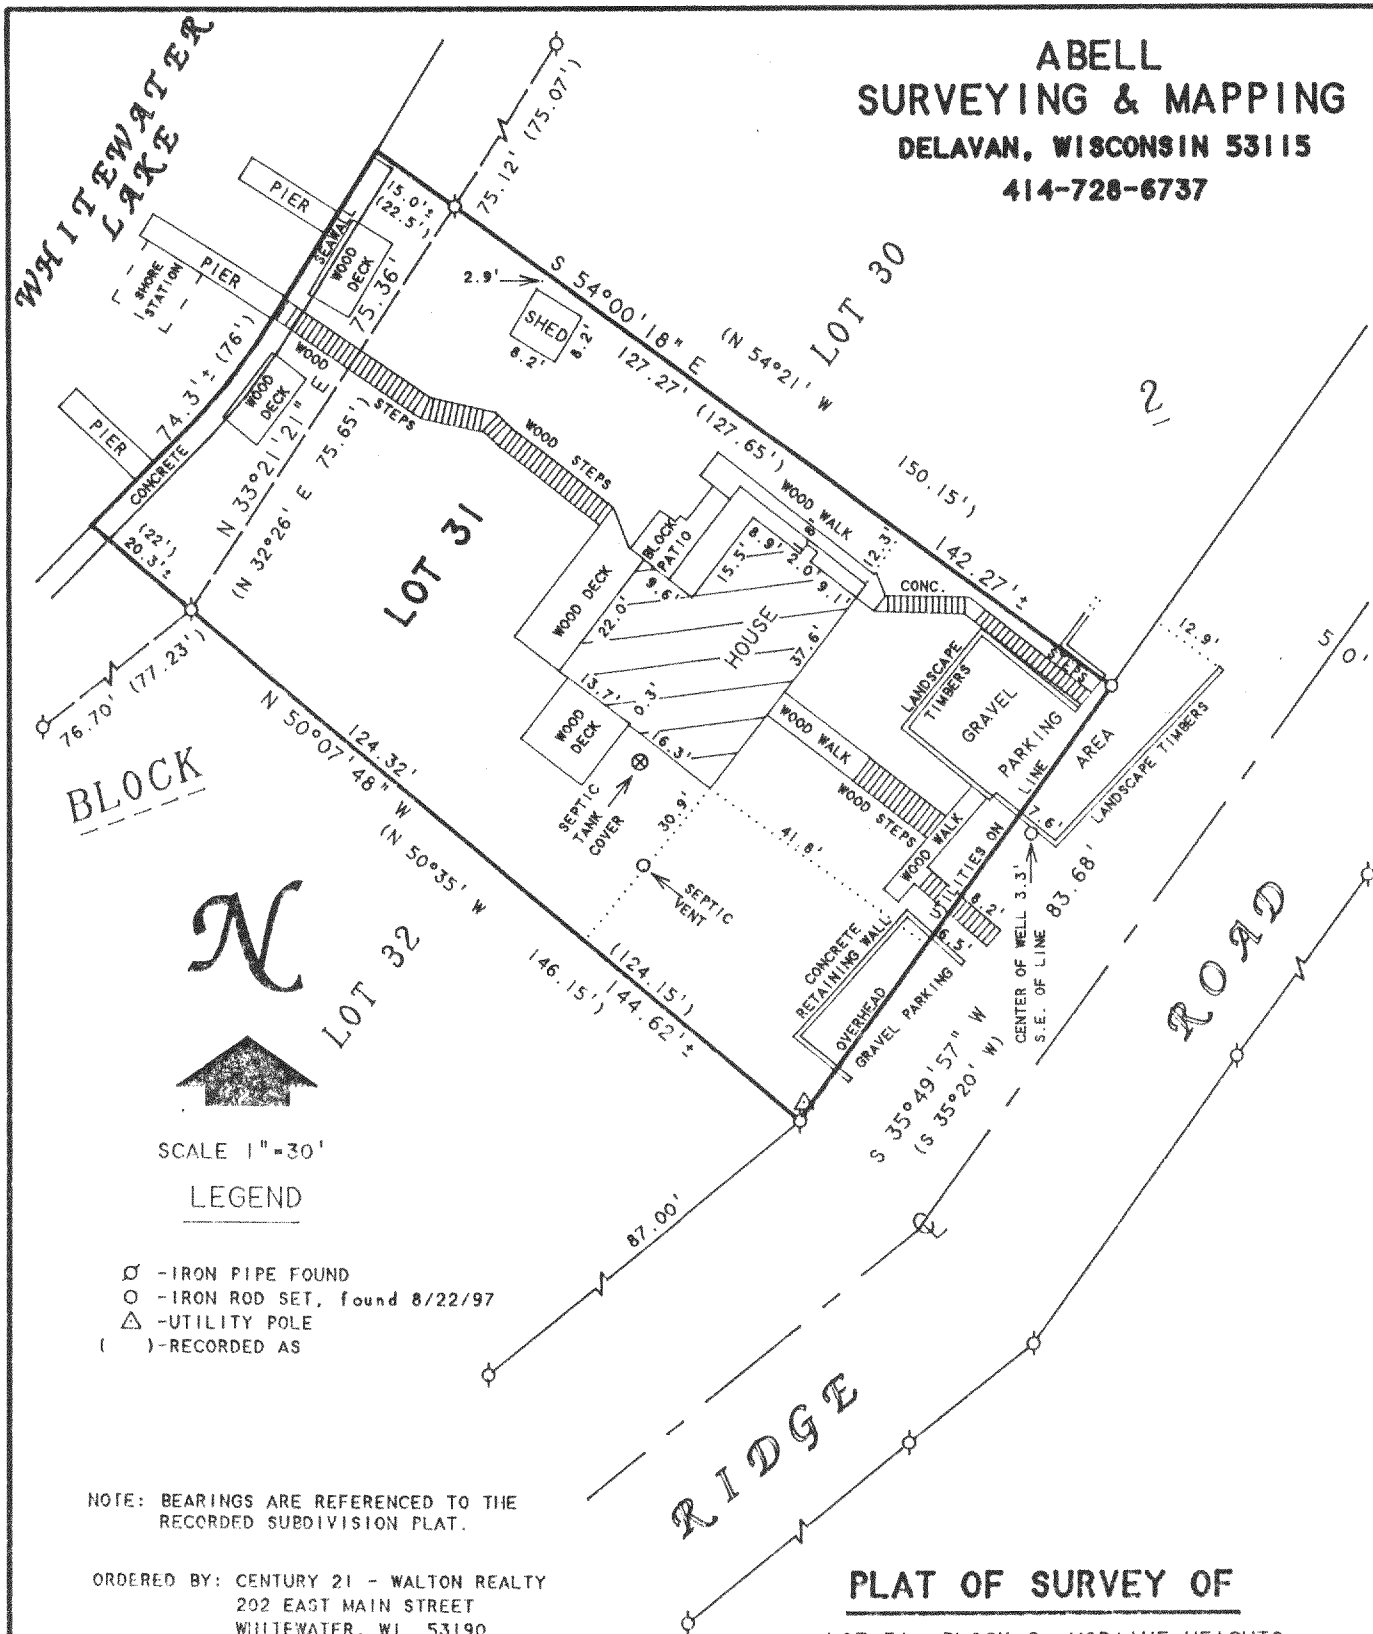 ABELL
SURVEYING & MAPPING
DELAVAN, WISCONSIN 53115
414-728-6737
WHITEWATER
LAKE
PIER
PIER
PIER
SHORE
STATION
SEAWALL
15.0'±
(22.5')
WOOD
DECK
75.12' (75.07')
75.36'
2.9'
SHED
8.2'
8.2'
S 54°00'18" E
127.27' (127.65')
(N 54°21' W
150.15')
142.27'±
LOT 30
2
74.3'± (76')
CONCRETE
WOOD
DECK
WOOD
STEPS
WOOD
STEPS
N 33°21'21" E
(N 32°26' E 75.65')
(22')
20.3'±
76.70' (77.23')
LOT 31
BLOCK
BLOCK
PATIO
WOOD WALK
12.3'
CONC.
STEPS
15.5'
8.9'
1.8'
2.0'
9.1'
9.6'
22.0'
HOUSE
37.6'
13.7'
0.3'
16.3'
WOOD DECK
WOOD
DECK
LANDSCAPE
TIMBERS
GRAVEL
PARKING
AREA
12.9'
LANDSCAPE TIMBERS
50'
WOOD WALK
WOOD STEPS
WOOD WALK
UTILITIES ON
LINE
7.6'
8.2'
6.5'
SEPTIC
TANK
COVER
30.9'
41.8'
SEPTIC
VENT
CONCRETE
RETAINING WALL
OVERHEAD
GRAVEL PARKING
CENTER OF WELL 3.3'
S.E. OF LINE
83.68'
S 35°49'57" W
(S 35°20' W)
124.32'
N 50°07'48" W
(N 50°35' W
(124.15')
146.15')
144.62'±
LOT 32
N
87.00'
RIDGE
ROAD
SCALE 1"=30'
LEGEND
-IRON PIPE FOUND
-IRON ROD SET, found 8/22/97
-UTILITY POLE
( )-RECORDED AS
NOTE: BEARINGS ARE REFERENCED TO THE
RECORDED SUBDIVISION PLAT.
ORDERED BY: CENTURY 21 - WALTON REALTY
202 EAST MAIN STREET
WHITEWATER, WI 53190
PLAT OF SURVEY OF